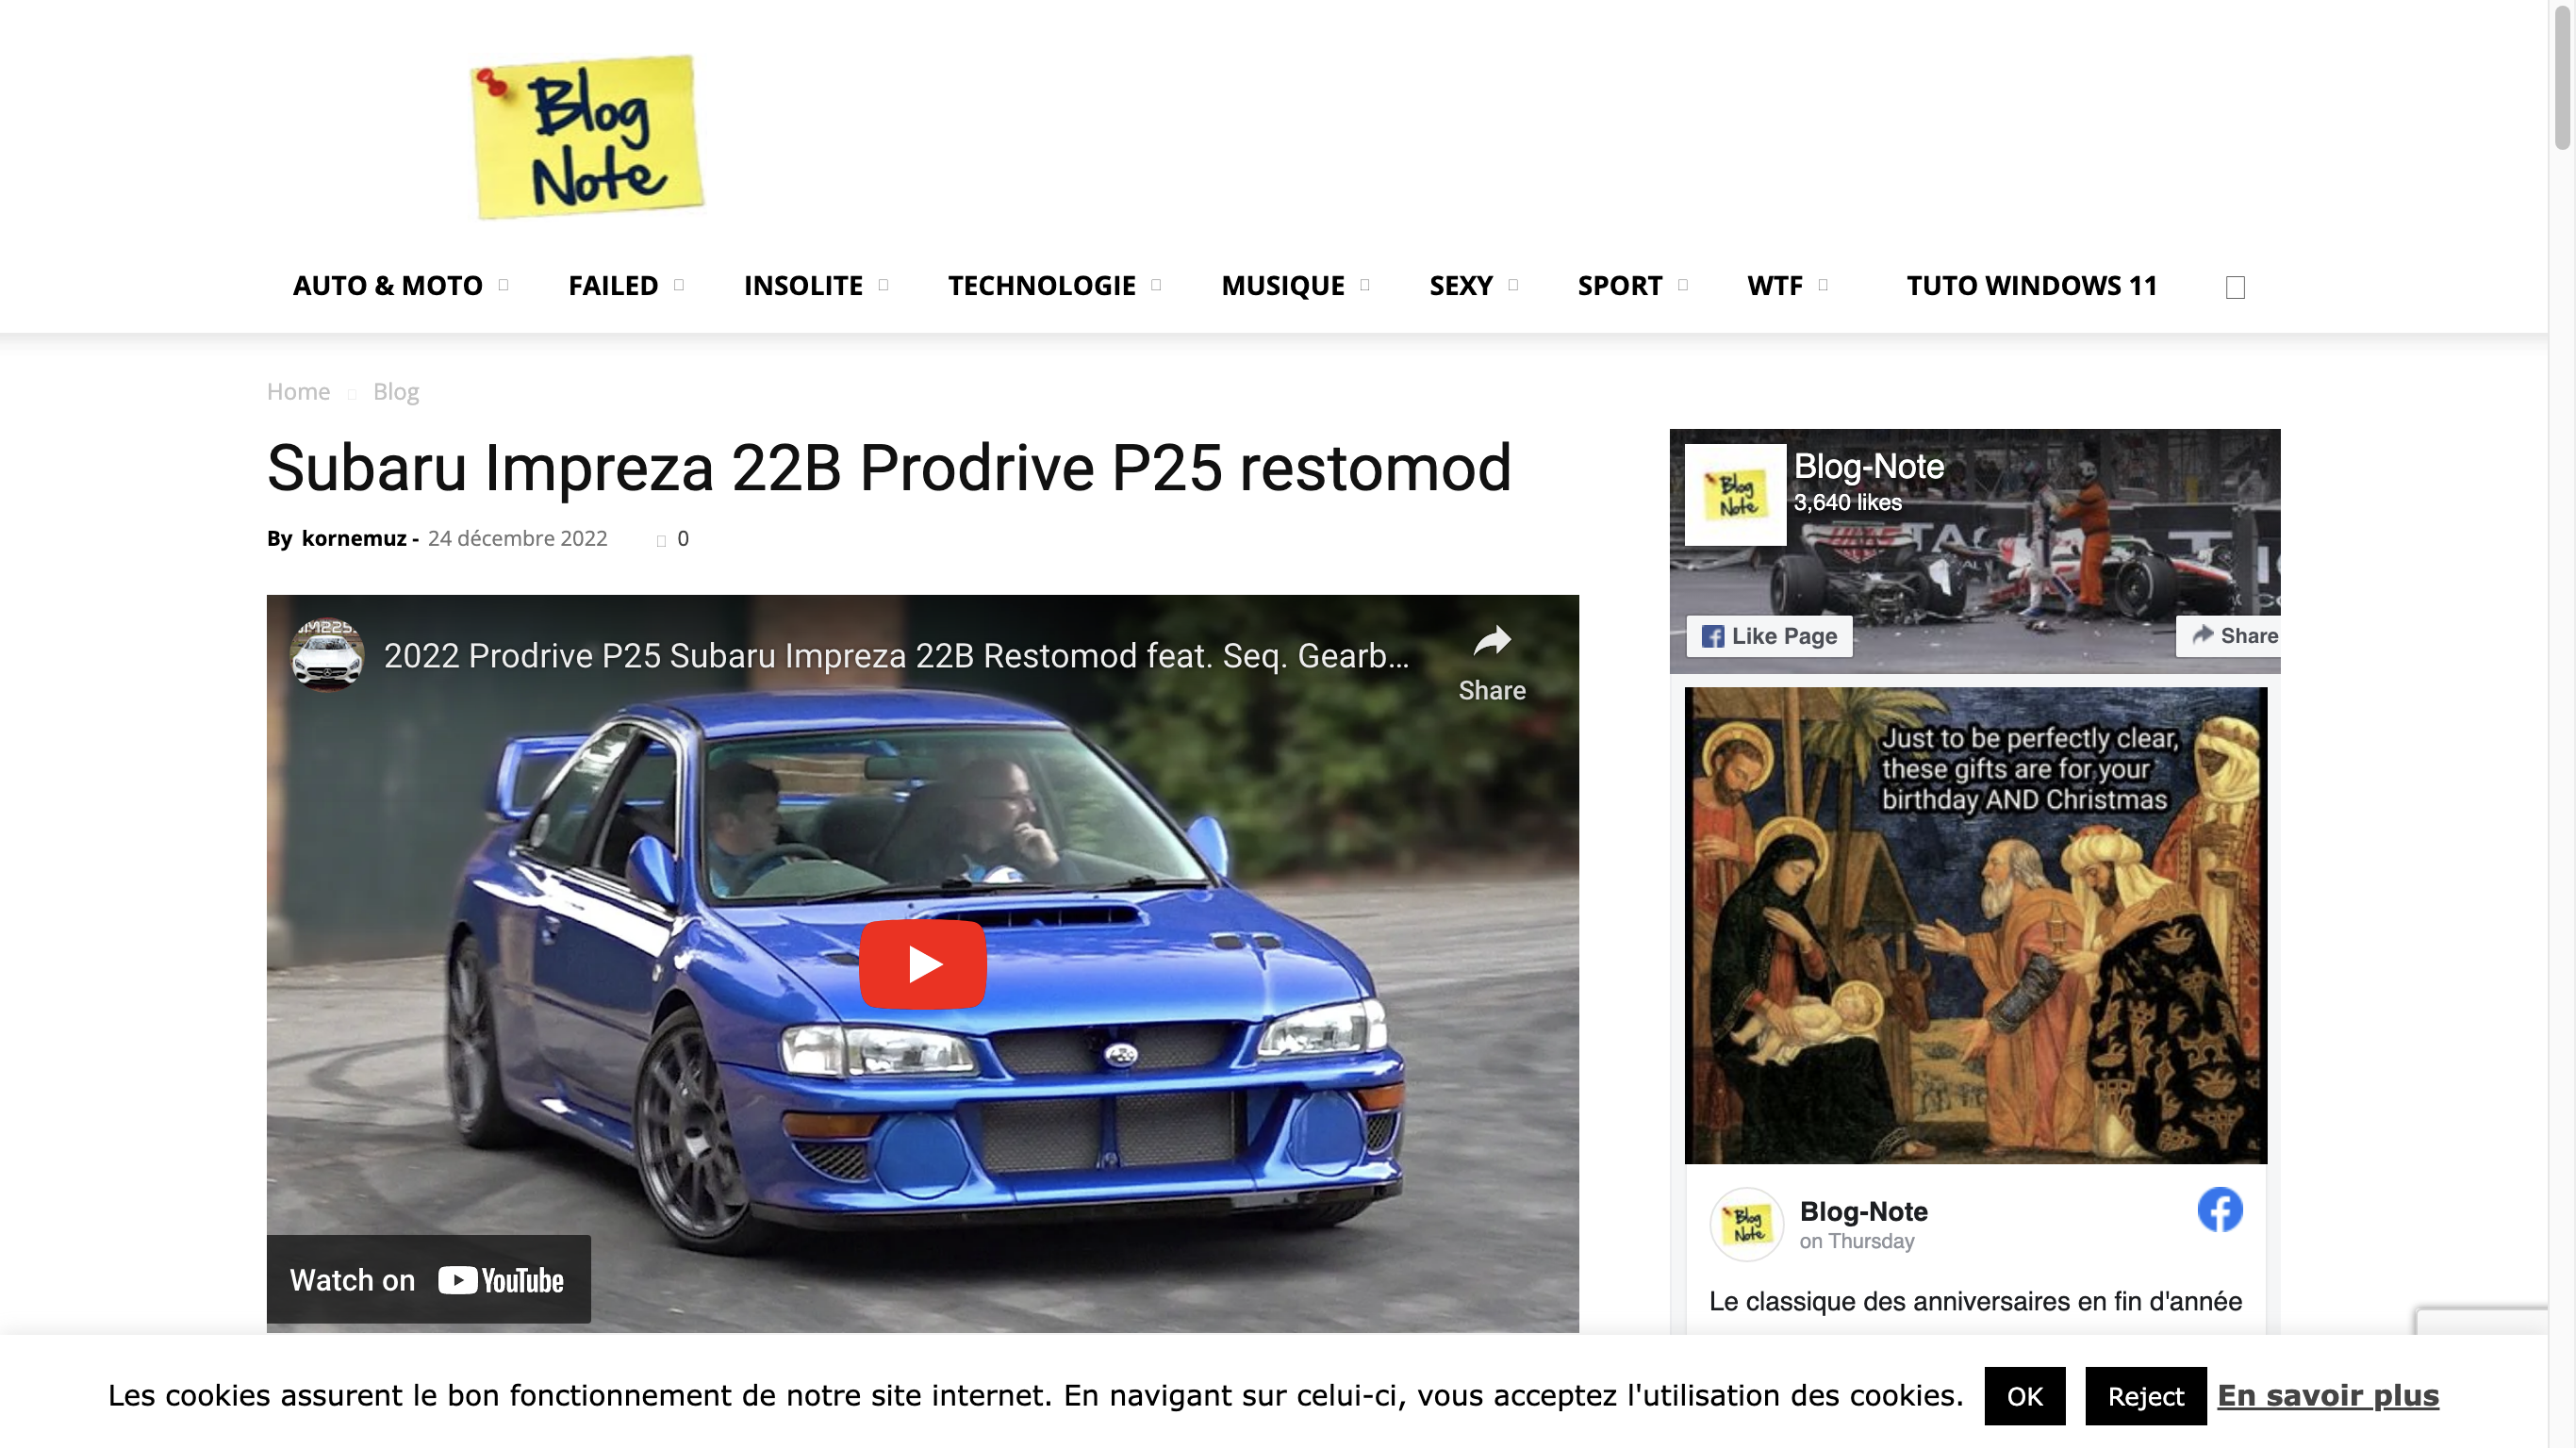 Blog
Note
AUTO & MOTO
FAILED
INSOLITE
TECHNOLOGIE
MUSIQUE
SEXY
SPORT
WTF
TUTO WINDOWS 11
Home
Blog
Subaru Impreza 22B Prodrive P25 restomod
By kornemuz - 24 décembre 2022
0
2022 Prodrive P25 Subaru Impreza 22B Restomod feat. Seq. Gearb...
Share
Watch on YouTube
Blog
Note
Blog-Note
3,640 likes
Like Page
Share
Just to be perfectly clear,
these gifts are for your
birthday AND Christmas
Blog
Note
Blog-Note
on Thursday
Le classique des anniversaires en fin d'année
Les cookies assurent le bon fonctionnement de notre site internet. En navigant sur celui-ci, vous acceptez l'utilisation des cookies.
OK
Reject
En savoir plus